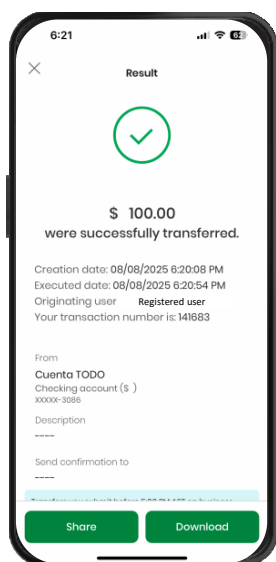 6:21
Result
$ 100.00
were successfully transferred.
Creation date: 08/08/2025 6:20:08 PM
Executed date: 08/08/2025 6:20:54 PM
Originating user Registered user
Your transaction number is: 141683
From
Cuenta TODO
Checking account ($ )
XXXXX-3086
Description
----
Send confirmation to
----
Share Download